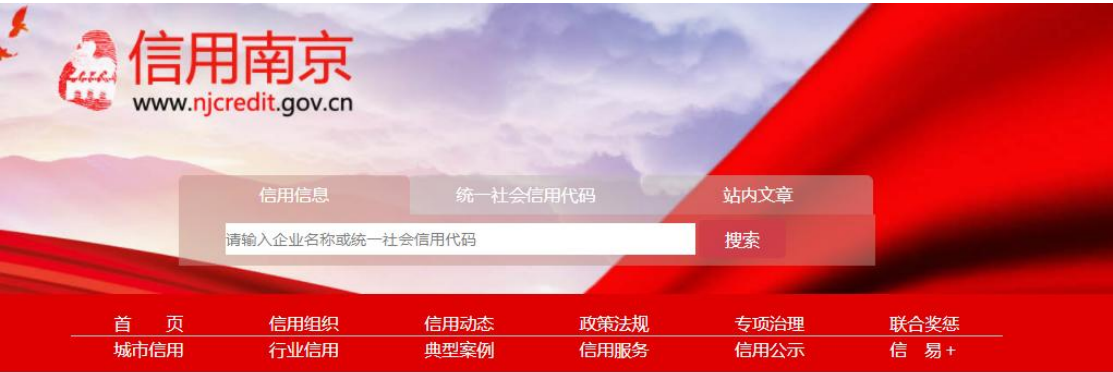 信用南京
www.njcredit.gov.cn
信用信息 统一社会信用代码 站内文章
请输入企业名称或统一社会信用代码 搜索
首 页 信用组织 信用动态 政策法规 专项治理 联合奖惩
城市信用 行业信用 典型案例 信用服务 信用公示 信 易+